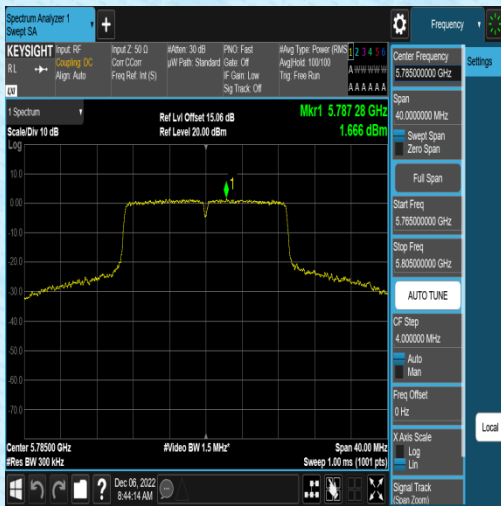 Spectrum Analyzer 1
Swept SA
+
Frequency
KEYSIGHT
RL
LXI
Input: RF
Coupling: DC
Align: Auto
Input Z: 50 Ω
Corr CCorr
Freq Ref: Int (S)
#Atten: 30 dB
µW Path: Standard
PNO: Fast
Gate: Off
IF Gain: Low
Sig Track: Off
#Avg Type: Power (RMS
Avg|Hold: 100/100
Trig: Free Run
1 2 3 4 5 6
A W W W W W
A A A A A A
1 Spectrum
Scale/Div 10 dB
Ref Lvl Offset 15.06 dB
Ref Level 20.00 dBm
Mkr1 5.787 28 GHz
1.666 dBm
Log
10.0
0.00
-10.0
-20.0
-30.0
-40.0
-50.0
-60.0
-70.0
1
Center 5.78500 GHz
#Res BW 300 kHz
#Video BW 1.5 MHz*
Span 40.00 MHz
Sweep 1.00 ms (1001 pts)
?
Dec 06, 2022
8:44:14 AM
Center Frequency
5.785000000 GHz
Span
40.0000000 MHz
Swept Span
Zero Span
Full Span
Start Freq
5.765000000 GHz
Stop Freq
5.805000000 GHz
AUTO TUNE
CF Step
4.000000 MHz
Auto
Man
Freq Offset
0 Hz
X Axis Scale
Log
Lin
Signal Track
(Span Zoom)
Settings
Local